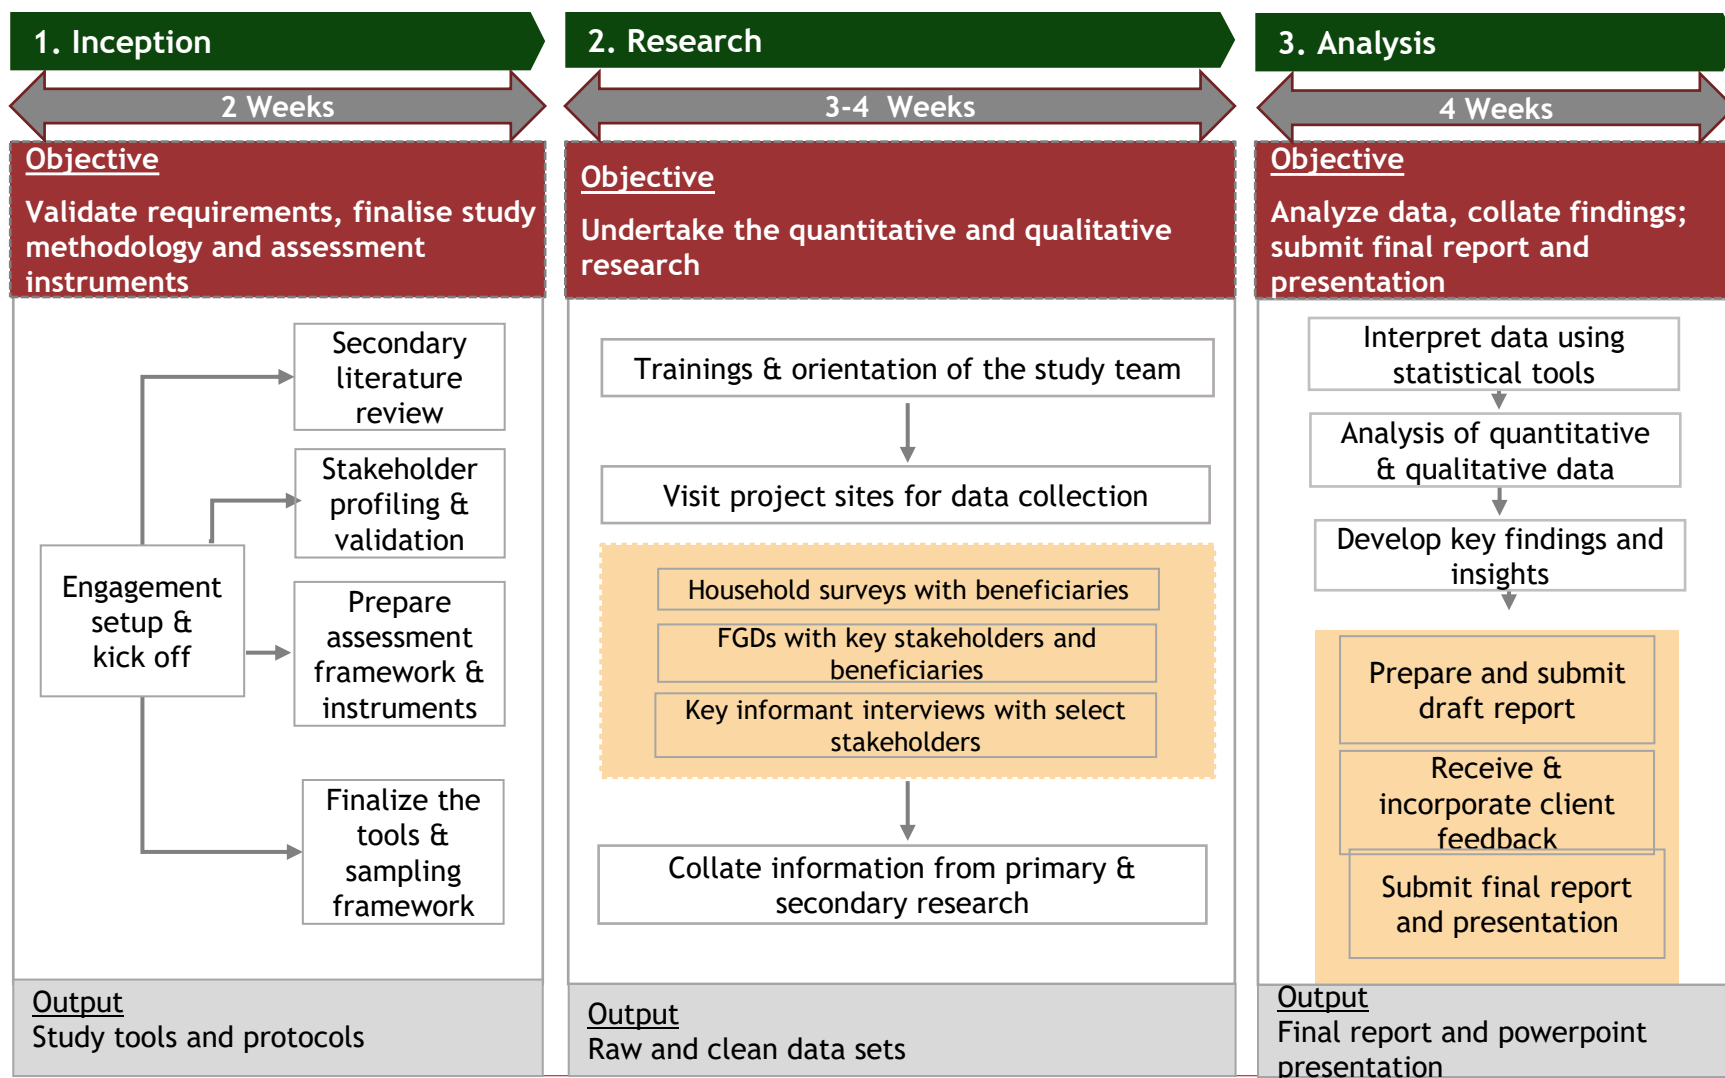 1. Inception
2 Weeks
Objective
Validate requirements, finalise study
methodology and assessment
instruments
Secondary
literature
review
Stakeholder
profiling &
validation
Engagement
setup &
kick off
Prepare
assessment
framework &
instruments
Finalize the
tools &
sampling
framework
Output
Study tools and protocols
2. Research
3-4 Weeks
Objective
Undertake the quantitative and qualitative
research
Trainings & orientation of the study team
Visit project sites for data collection
Household surveys with beneficiaries
FGDs with key stakeholders and
beneficiaries
Key informant interviews with select
stakeholders
Collate information from primary &
secondary research
Output
Raw and clean data sets
3. Analysis
4 Weeks
Objective
Analyze data, collate findings;
submit final report and
presentation
Interpret data using
statistical tools
Analysis of quantitative
& qualitative data
Develop key findings and
insights
Prepare and submit
draft report
Receive &
incorporate client
feedback
Submit final report
and presentation
Output
Final report and powerpoint
presentation